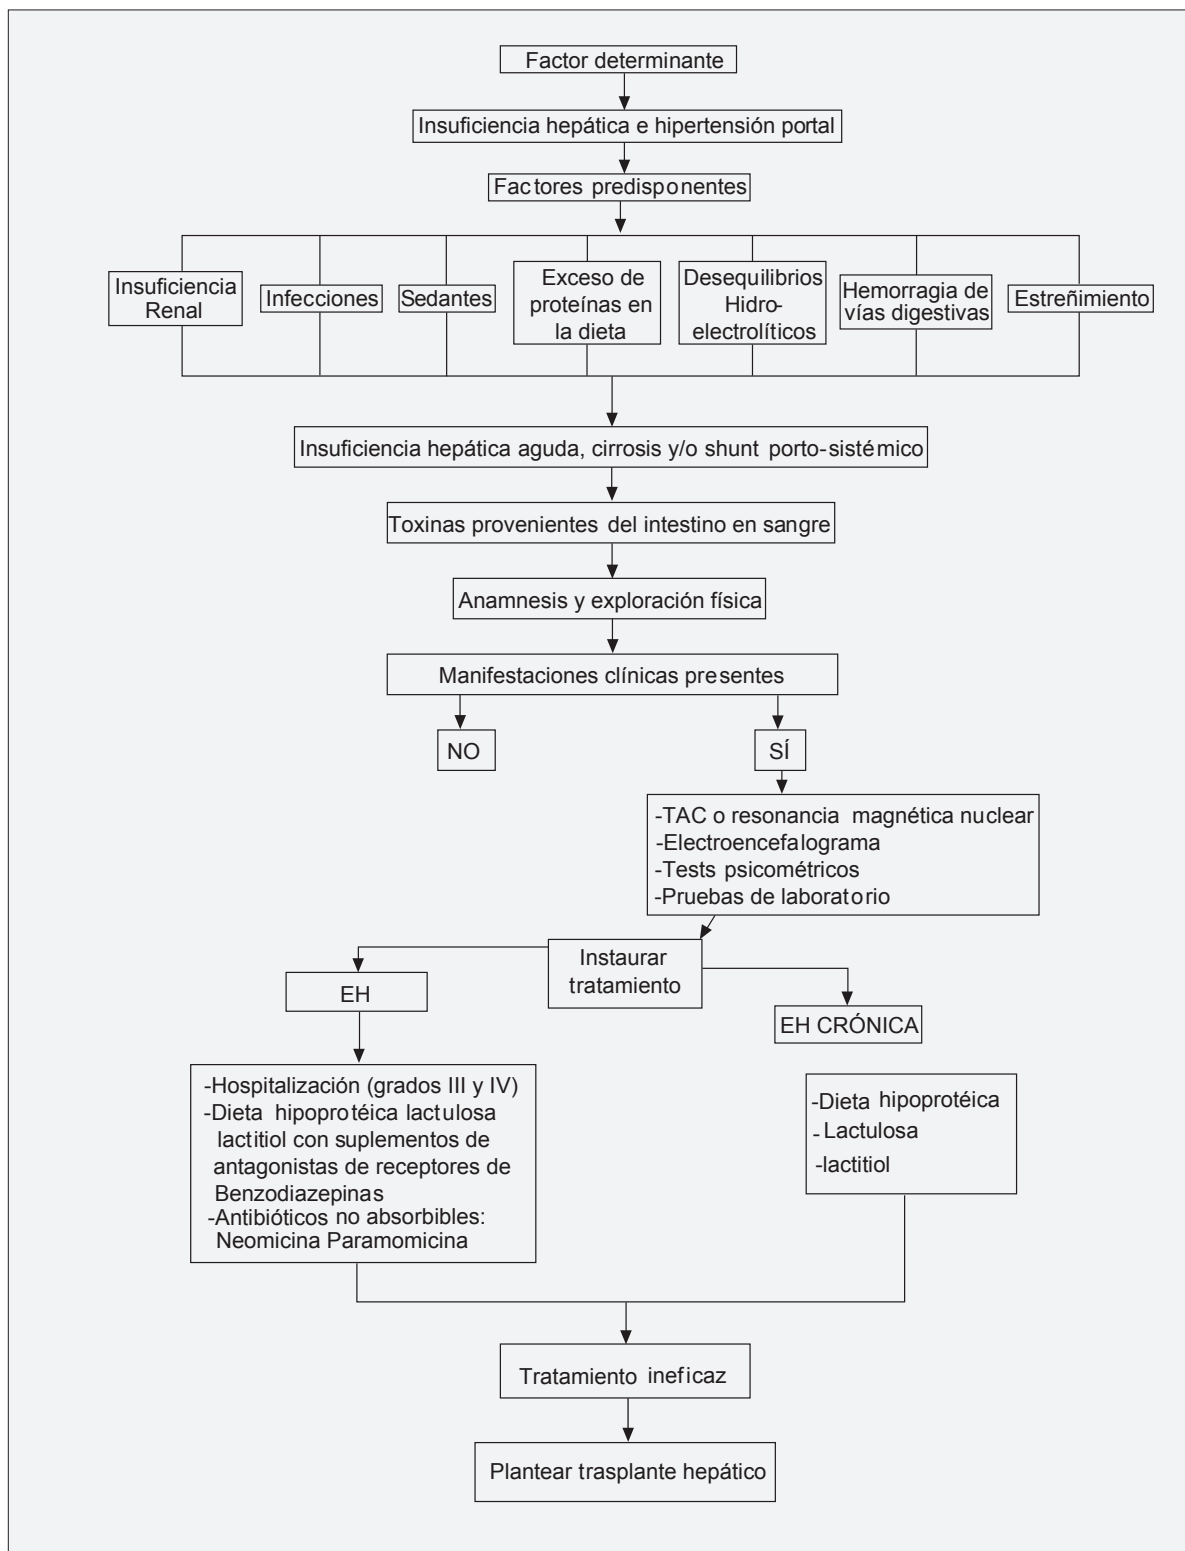 Factor determinante
Insuficiencia hepática e hipertensión portal
Factores predisponentes
Insuficiencia
Renal
Infecciones
Sedantes
Exceso de
proteínas en
la dieta
Desequilibrios
Hidro-
electrolíticos
Hemorragia de
vías digestivas
Estreñimiento
Insuficiencia hepática aguda, cirrosis y/o shunt porto-sistémico
Toxinas provenientes del intestino en sangre
Anamnesis y exploración física
Manifestaciones clínicas presentes
NO
SÍ
-TAC o resonancia magnética nuclear
-Electroencefalograma
-Tests psicométricos
-Pruebas de laboratorio
Instaurar
tratamiento
EH
EH CRÓNICA
-Hospitalización (grados III y IV)
-Dieta hipoprotéica lactulosa
lactitiol con suplementos de
antagonistas de receptores de
Benzodiazepinas
-Antibióticos no absorbibles:
Neomicina Paramomicina
-Dieta hipoprotéica
- Lactulosa
-lactitiol
Tratamiento ineficaz
Plantear trasplante hepático